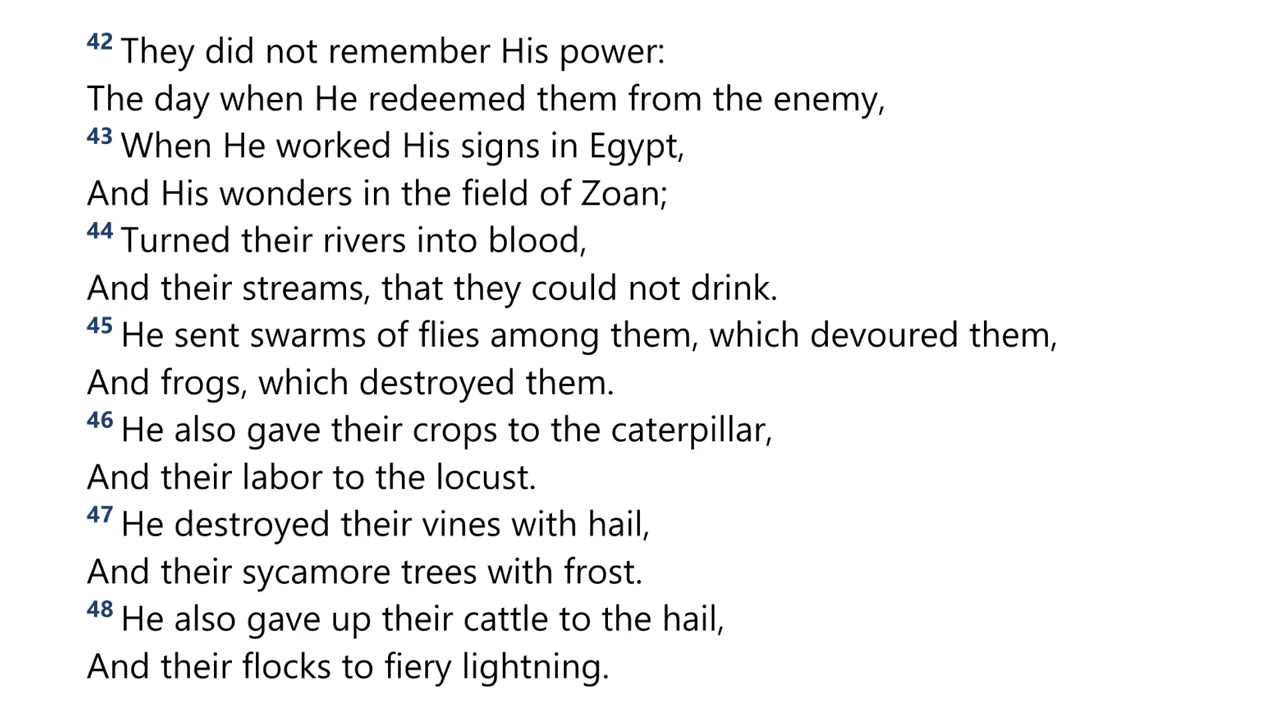 42 They did not remember His power:
The day when He redeemed them from the enemy,
43 When He worked His signs in Egypt,
And His wonders in the field of Zoan;
44 Turned their rivers into blood,
And their streams, that they could not drink.
45 He sent swarms of flies among them, which devoured them,
And frogs, which destroyed them.
46 He also gave their crops to the caterpillar,
And their labor to the locust.
47 He destroyed their vines with hail,
And their sycamore trees with frost.
48 He also gave up their cattle to the hail,
And their flocks to fiery lightning.